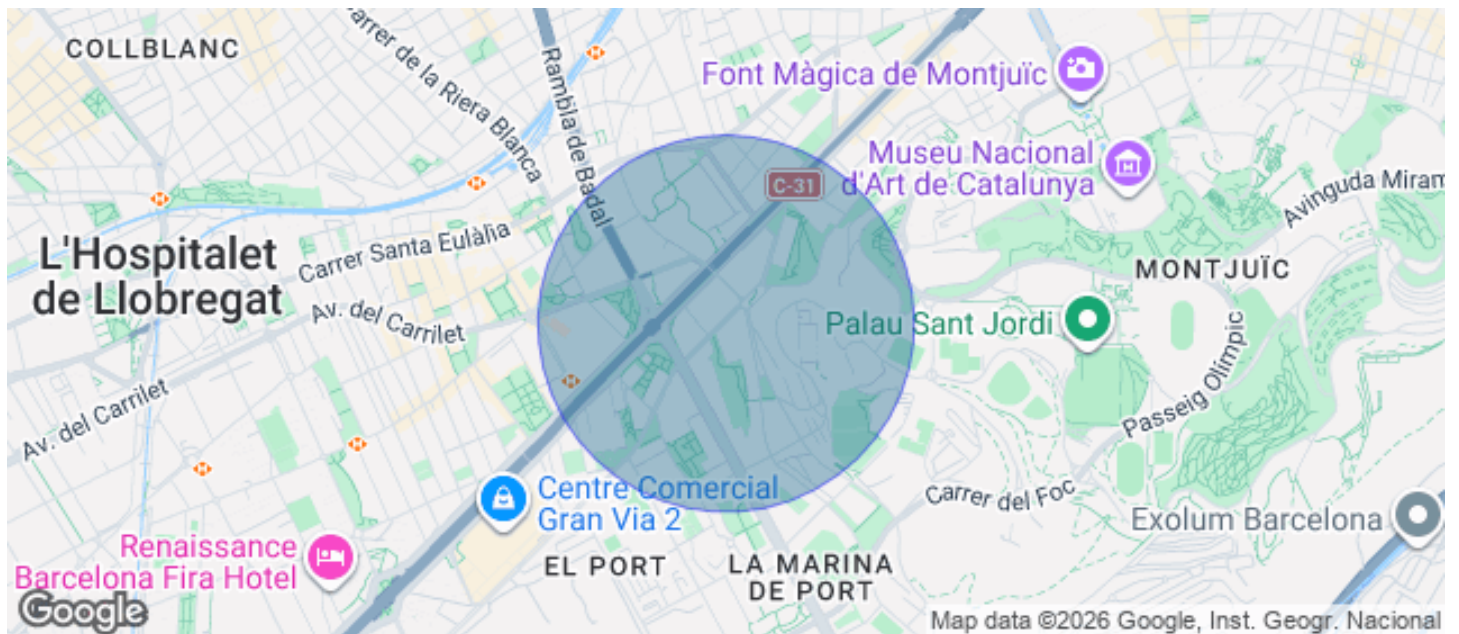 COLLBLANC
Carrer de la Riera Blanca
Rambla de Badal
Font Màgica de Montjuïc
Museu Nacional
d'Art de Catalunya
C-31
Avinguda Miram
L'Hospitalet
de Llobregat
Carrer Santa Eulàlia
Av. del Carrilet
MONTJUÏC
Palau Sant Jordi
Passeig Olímpic
Av. del Carrilet
Centre Comercial
Gran Via 2
Carrer del Foc
Exolum Barcelona
Renaissance
Barcelona Fira Hotel
EL PORT
LA MARINA
DE PORT
Google
Map data ©2026 Google, Inst. Geogr. Nacional